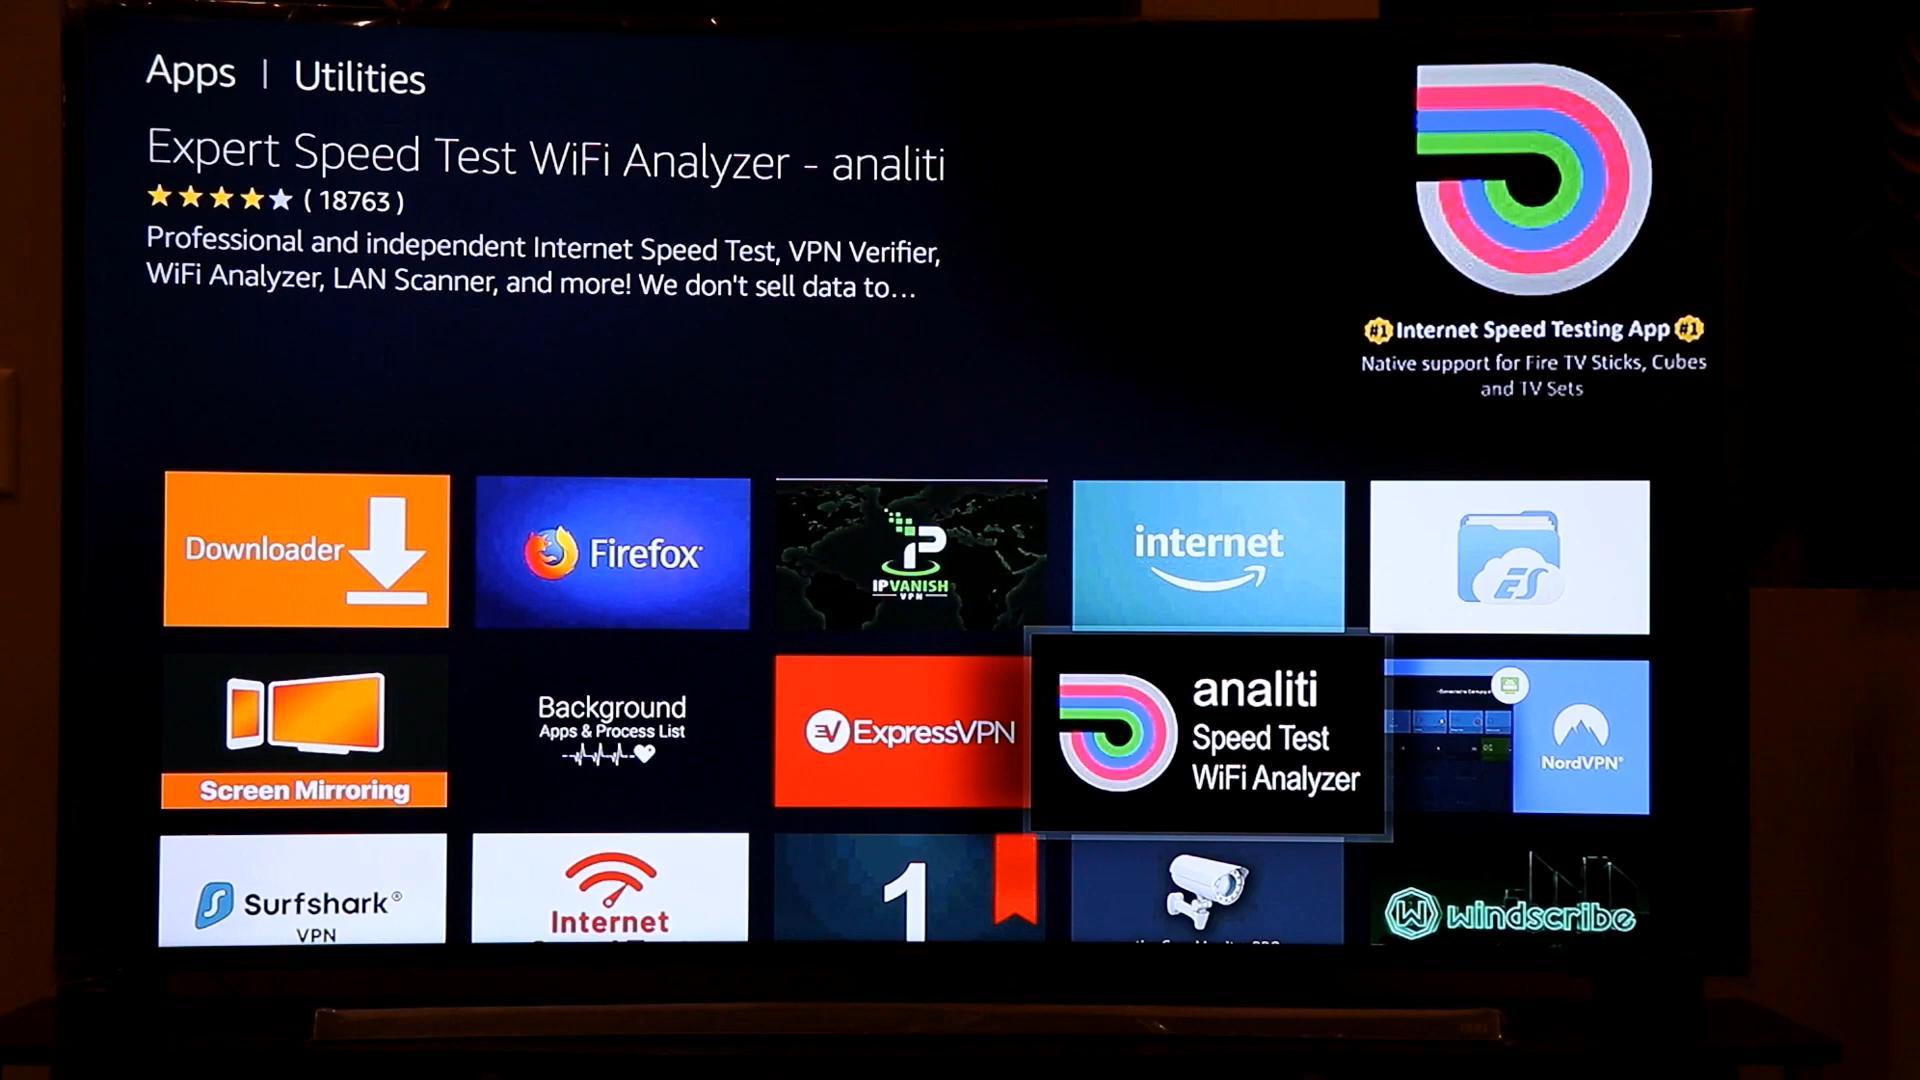 Apps | Utilities
Expert Speed Test WiFi Analyzer - analiti
( 18763 )
Professional and independent Internet Speed Test, VPN Verifier,
WiFi Analyzer, LAN Scanner, and more! We don't sell data to...
#1 Internet Speed Testing App #1
Native support for Fire TV Sticks, Cubes
and TV Sets
Downloader
Firefox
IPVANISH
VPN
internet
ES
Screen Mirroring
Background
Apps & Process List
EV ExpressVPN
analiti
Speed Test
WiFi Analyzer
NordVPN®
Surfshark®
VPN
Internet
1
windscribe